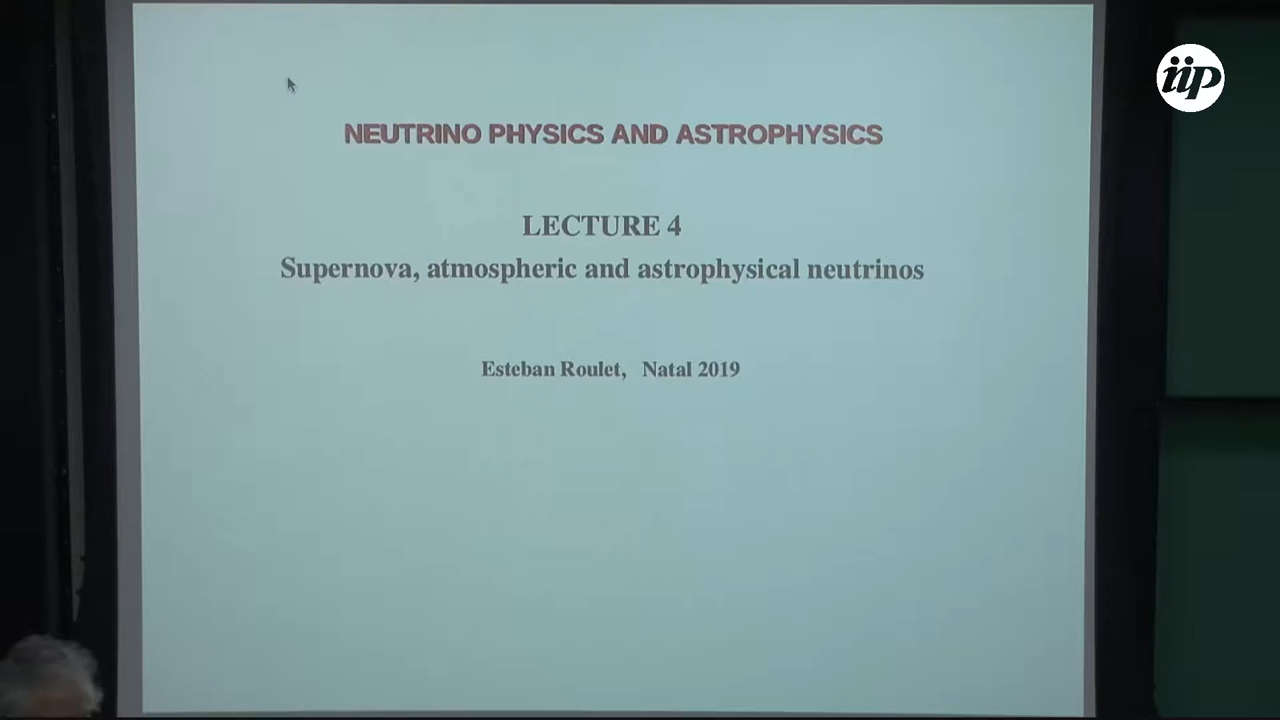 iip
NEUTRINO PHYSICS AND ASTROPHYSICS
LECTURE 4
Supernova, atmospheric and astrophysical neutrinos
Esteban Roulet, Natal 2019